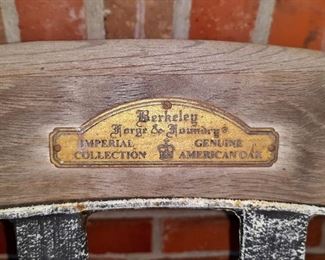 Berkeley
Forge & Foundry®
IMPERIAL GENUINE
COLLECTION AMERICAN OAK